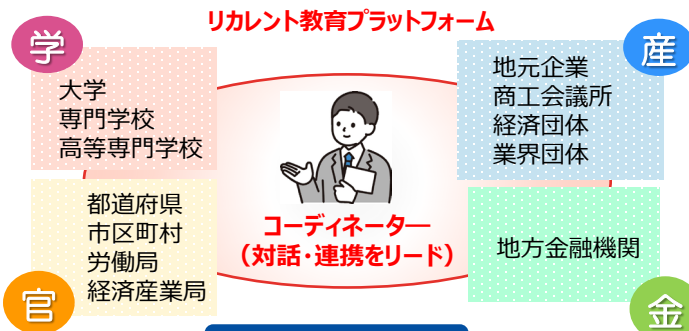 リカレント教育プラットフォーム
学
大学
専門学校
高等専門学校
産
地元企業
商工会議所
経済団体
業界団体
コーディネーター
（対話・連携をリード）
都道府県
市区町村
労働局
経済産業局
官
地方金融機関
金